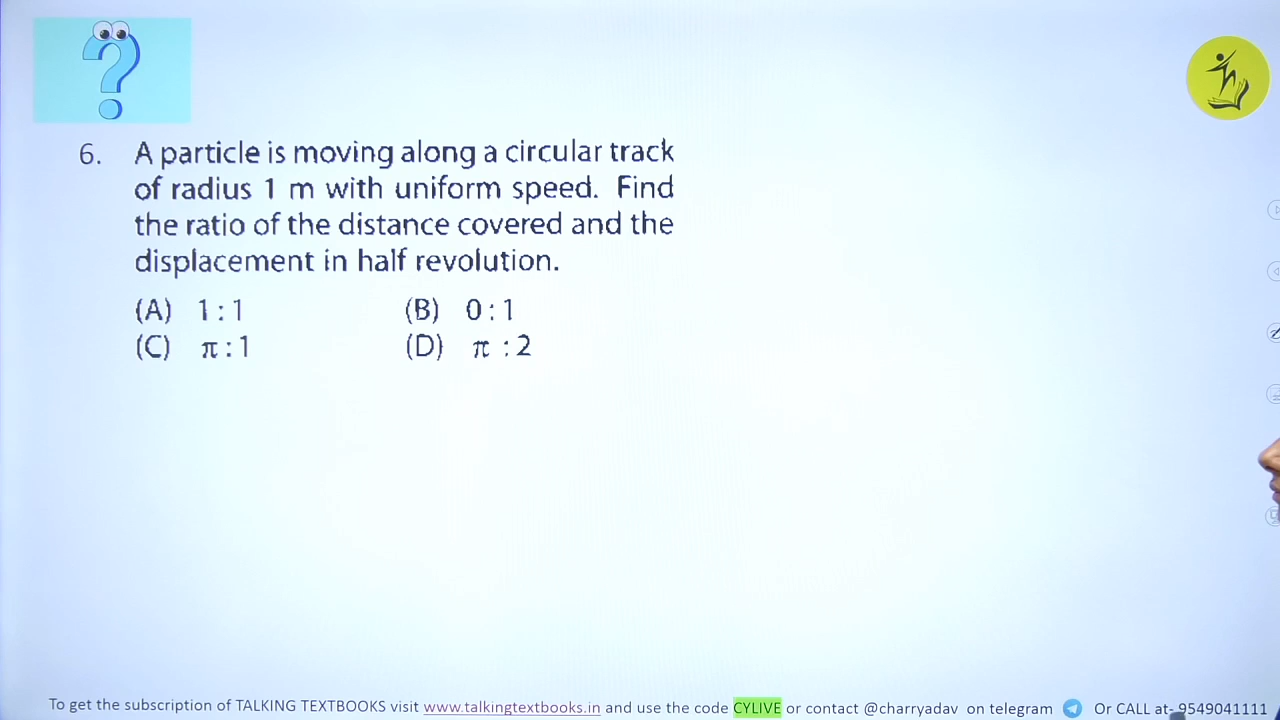 6. A particle is moving along a circular track
of radius 1 m with uniform speed. Find
the ratio of the distance covered and the
displacement in half revolution.
(A) 1 : 1 (B) 0 : 1
(C) π : 1 (D) π : 2
To get the subscription of TALKING TEXTBOOKS visit www.talkingtextbooks.in and use the code CYLIVE or contact @charryadav on telegram Or CALL at- 9549041111